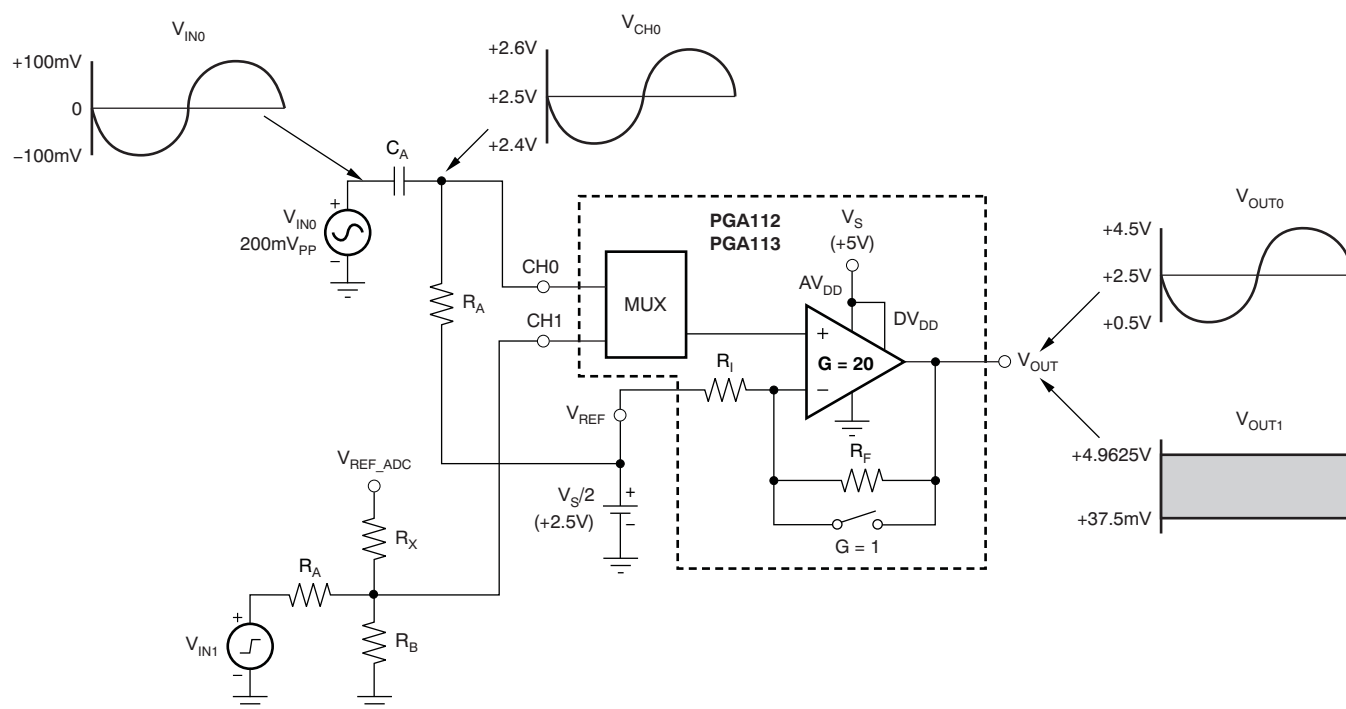 V_IN0
+100mV
0
−100mV
V_CH0
+2.6V
+2.5V
+2.4V
C_A
V_IN0
200mV_PP
+
−
R_A
CH0
CH1
MUX
PGA112
PGA113
V_S
(+5V)
AV_DD
DV_DD
+
G = 20
−
R_I
V_REF
R_F
G = 1
V_S/2
(+2.5V)
+
−
V_OUT
V_OUT0
+4.5V
+2.5V
+0.5V
V_OUT1
+4.9625V
+37.5mV
V_REF_ADC
R_X
R_A
R_B
V_IN1
+
−